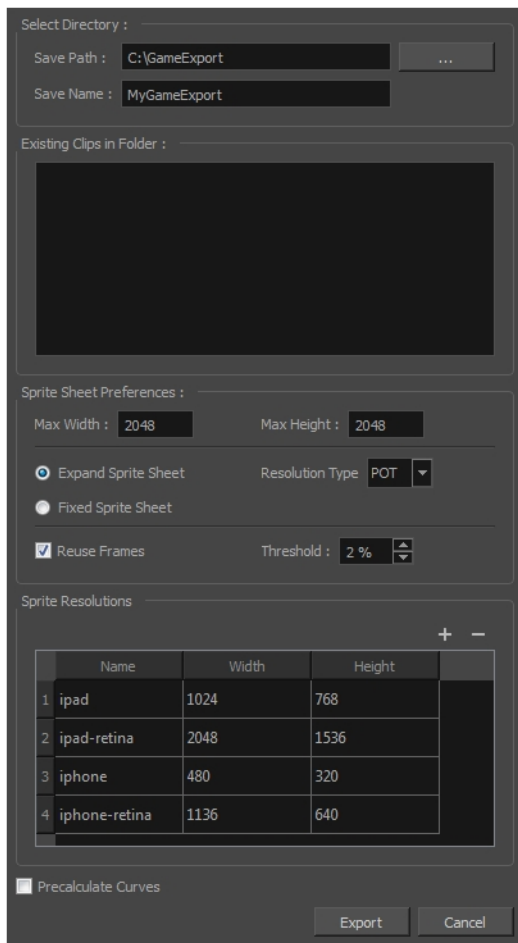 Select Directory :
Save Path : C:\GameExport ...
Save Name : MyGameExport
Existing Clips in Folder :
Sprite Sheet Preferences :
Max Width : 2048 Max Height : 2048
Expand Sprite Sheet Resolution Type POT
Fixed Sprite Sheet
Reuse Frames Threshold : 2 %
Sprite Resolutions
+ −
Name Width Height
1 ipad 1024 768
2 ipad-retina 2048 1536
3 iphone 480 320
4 iphone-retina 1136 640
Precalculate Curves
Export Cancel